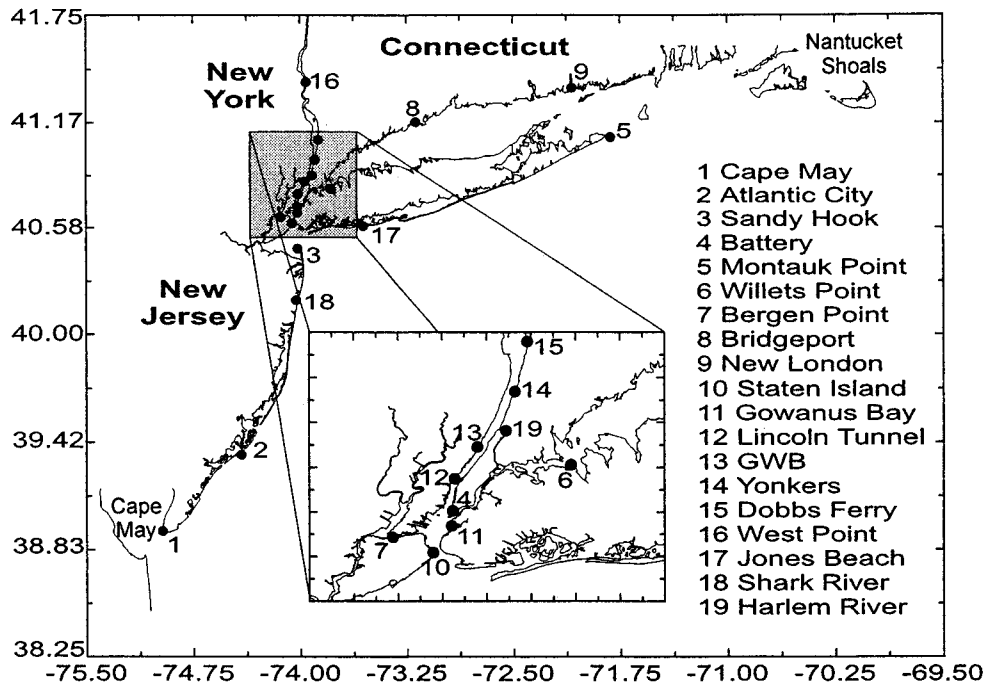 41.75
41.17
40.58
40.00
39.42
38.83
38.25
-75.50 -74.75 -74.00 -73.25 -72.50 -71.75 -71.00 -70.25 -69.50
Connecticut
Nantucket
Shoals
New
York
New
Jersey
Cape
May
16
9
8
5
17
3
18
2
1
15
14
19
13
12
6
4
11
7
10
1 Cape May
2 Atlantic City
3 Sandy Hook
4 Battery
5 Montauk Point
6 Willets Point
7 Bergen Point
8 Bridgeport
9 New London
10 Staten Island
11 Gowanus Bay
12 Lincoln Tunnel
13 GWB
14 Yonkers
15 Dobbs Ferry
16 West Point
17 Jones Beach
18 Shark River
19 Harlem River